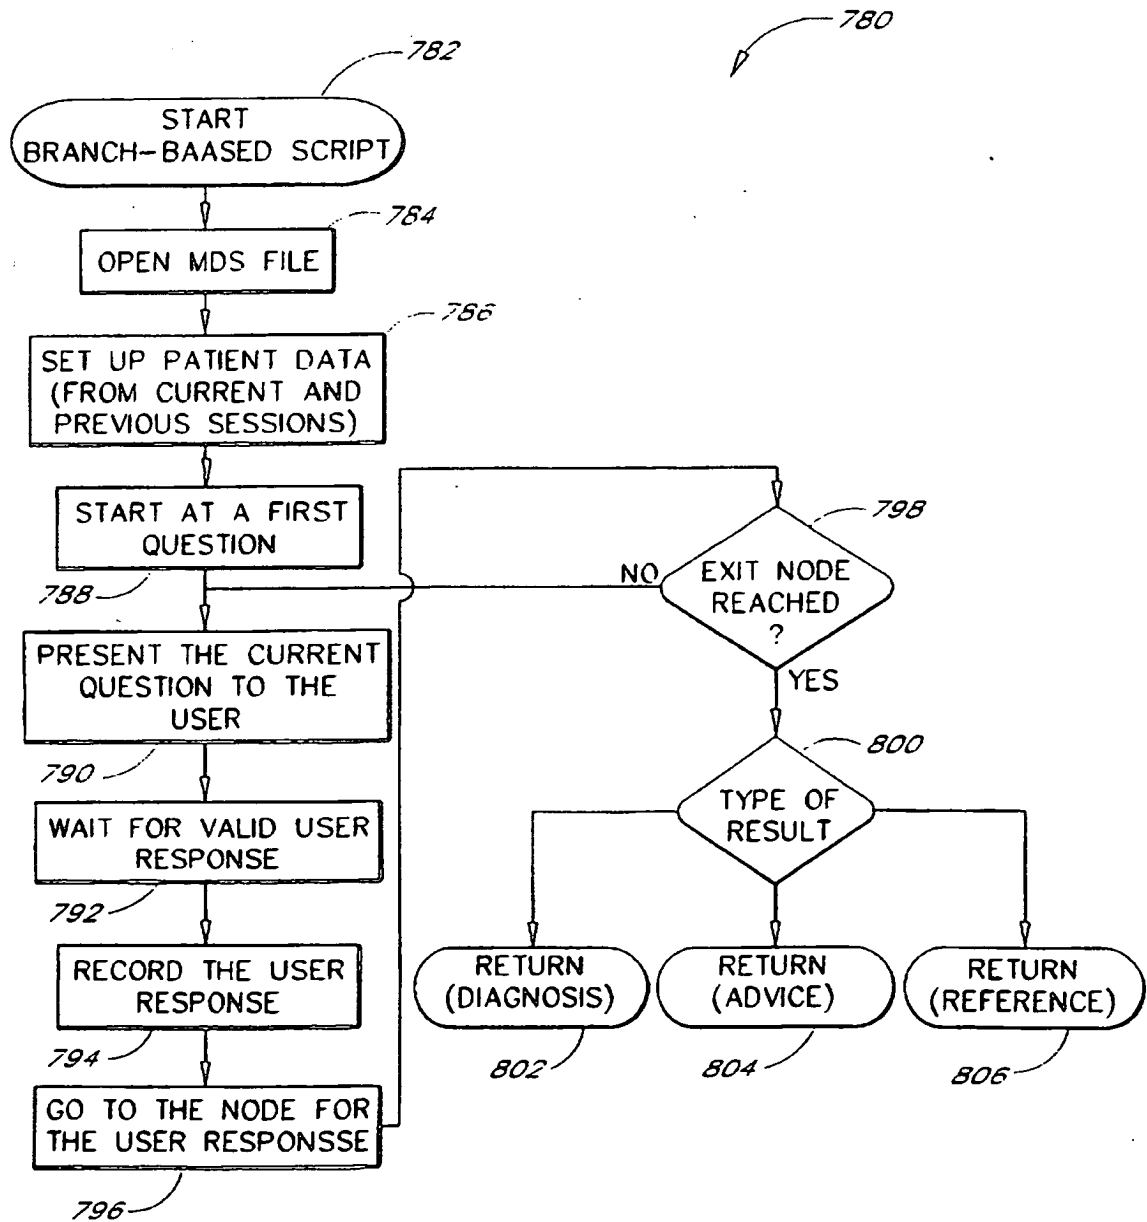 780
782
START
BRANCH-BAASED SCRIPT
784
OPEN MDS FILE
786
SET UP PATIENT DATA
(FROM CURRENT AND
PREVIOUS SESSIONS)
START AT A FIRST
QUESTION
788
PRESENT THE CURRENT
QUESTION TO THE
USER
790
WAIT FOR VALID USER
RESPONSE
792
RECORD THE USER
RESPONSE
794
GO TO THE NODE FOR
THE USER RESPONSSE
796
798
EXIT NODE
REACHED
?
NO
YES
800
TYPE OF
RESULT
RETURN
(DIAGNOSIS)
802
RETURN
(ADVICE)
804
RETURN
(REFERENCE)
806